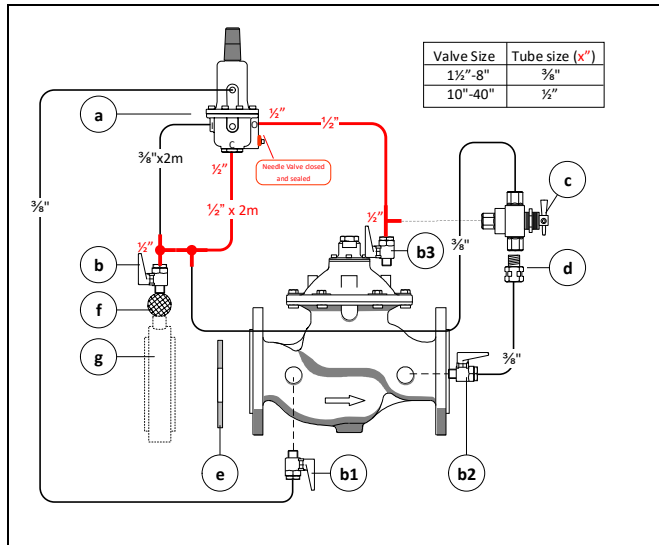 Valve Size Tube size (x”)
1½”-8" ⅜"
10"-40" ½”
a
½”
½”
C
Needle Valve closed
and sealed
⅜"x2m
½”
½” x 2m
⅜"
½”
⅜"
c
b3
½”
b
d
f
g
⅜"
e
b1
b2